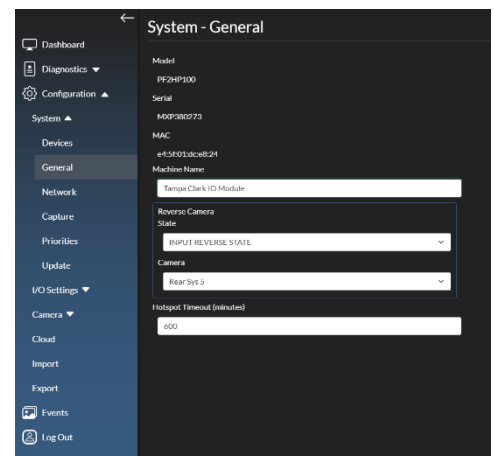 System - General
Dashboard
Diagnostics
Configuration
System
Devices
General
Network
Capture
Priorities
Update
I/O Settings
Camera
Cloud
Import
Export
Events
Log Out
Model
PF2HP100
Serial
MXP380273
MAC
e4:5f:01:dc:e8:24
Machine Name
Tampa Clark IO Module
Reverse Camera
State
INPUT REVERSE STATE
Camera
Rear Sys 5
Hotspot Timeout (minutes)
600